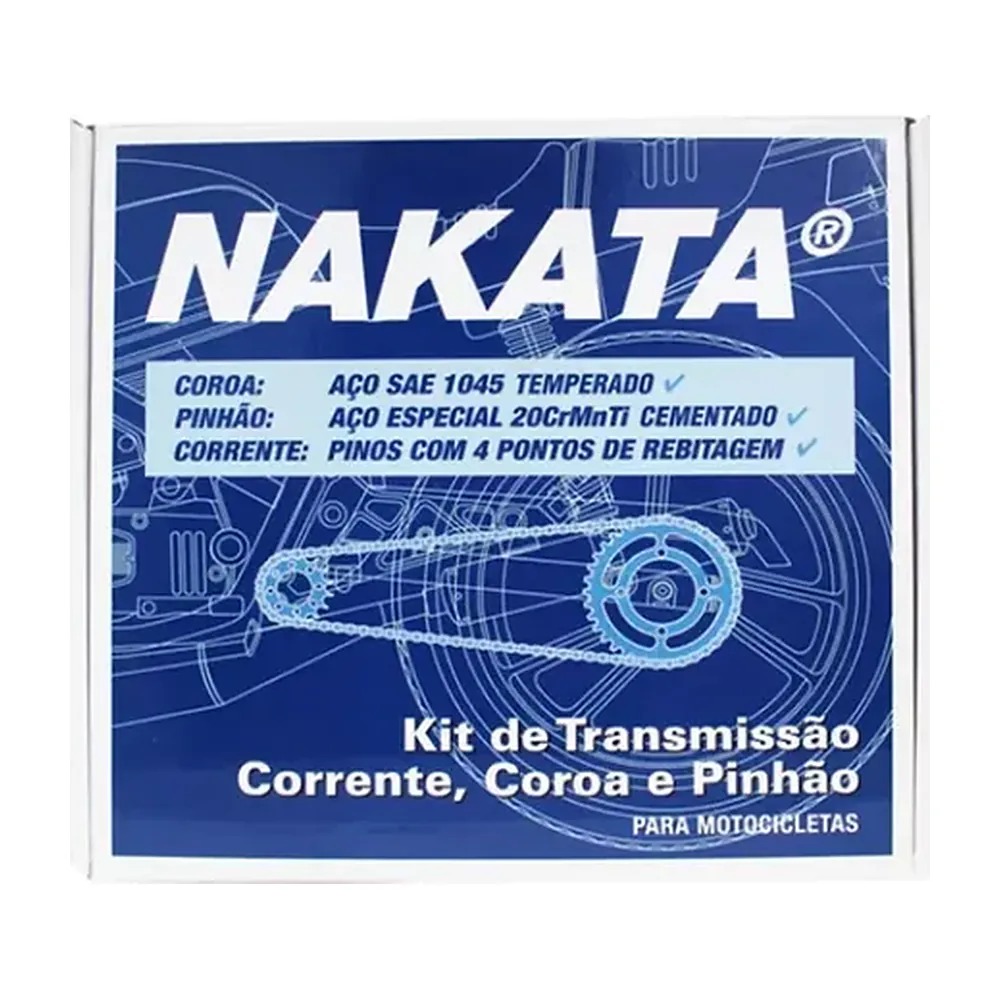 NAKATA®
COROA: AÇO SAE 1045 TEMPERADO ✓
PINHÃO: AÇO ESPECIAL 20CrMnTi CEMENTADO ✓
CORRENTE: PINOS COM 4 PONTOS DE REBITAGEM ✓
Kit de Transmissão
Corrente, Coroa e Pinhão
PARA MOTOCICLETAS